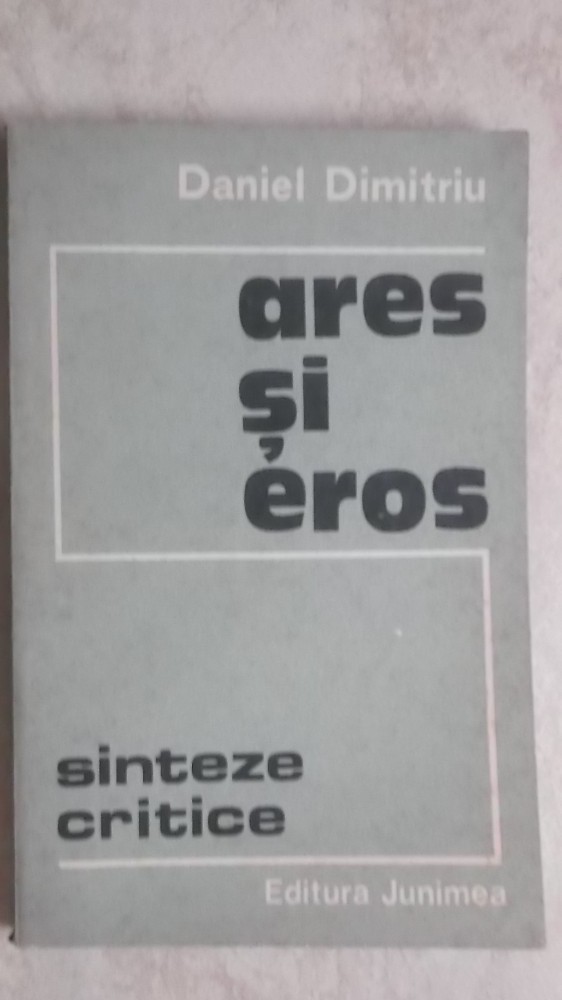 Daniel Dimitriu
ares
și
eros
sinteze
critice
Editura Junimea